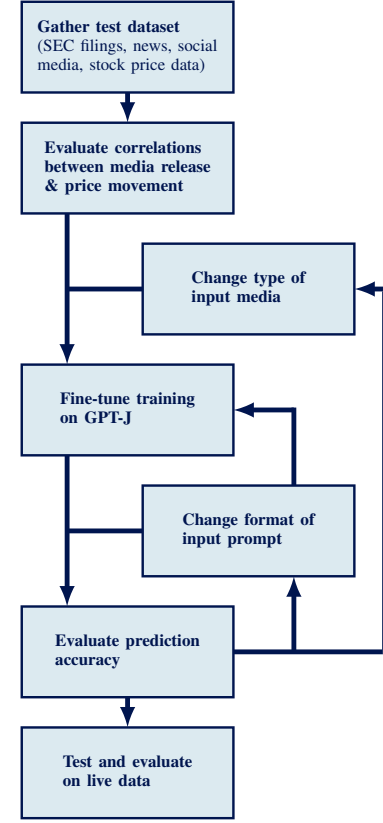 Gather test dataset
(SEC filings, news, social
media, stock price data)
Evaluate correlations
between media release
& price movement
Change type of
input media
Fine-tune training
on GPT-J
Change format of
input prompt
Evaluate prediction
accuracy
Test and evaluate
on live data